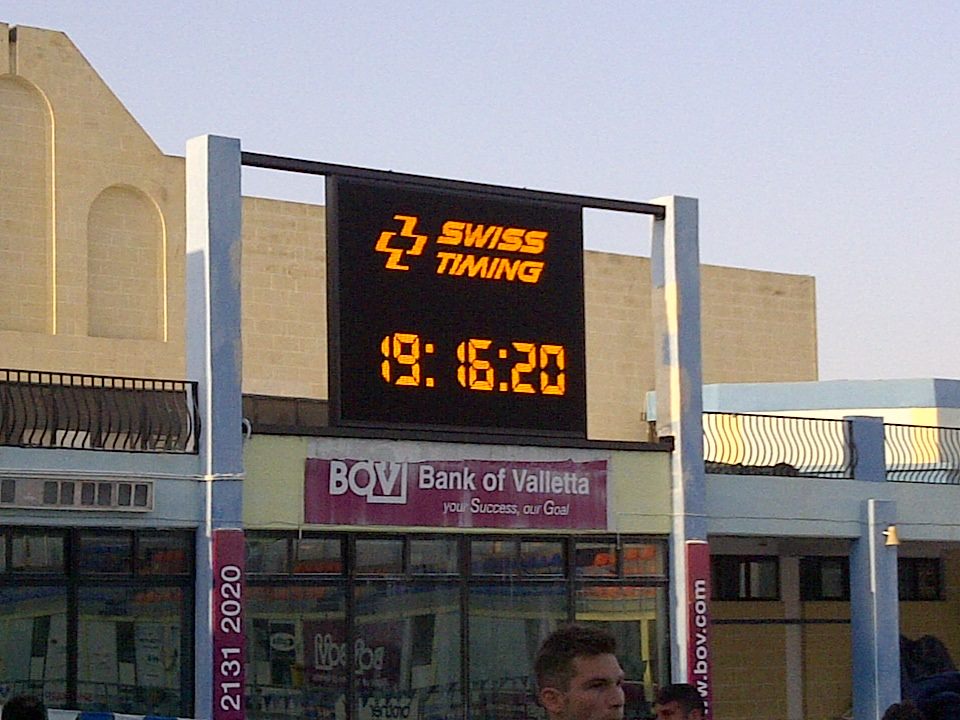 SWISS
TIMING
19:16:20
BOV Bank of Valletta
your Success, our Goal
2131 2020
www.bov.com